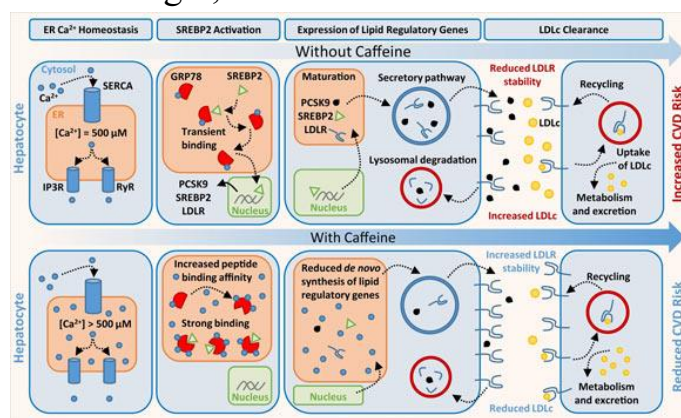 ER Ca²⁺ Homeostasis
SREBP2 Activation
Expression of Lipid Regulatory Genes
LDLc Clearance
Without Caffeine
Hepatocyte
Cytosol
SERCA
Ca²⁺
ER
[Ca²⁺] = 500 µM
IP3R
RyR
GRP78
SREBP2
Transient
binding
PCSK9
SREBP2
LDLR
Nucleus
Maturation
PCSK9
SREBP2
LDLR
Nucleus
Secretory pathway
Lysosomal degradation
Reduced LDLR
stability
LDLc
Increased LDLc
Recycling
Uptake
of LDLc
Metabolism
and excretion
Increased CVD Risk
With Caffeine
Hepatocyte
[Ca²⁺] > 500 µM
Increased peptide
binding affinity
Strong binding
Nucleus
Reduced de novo
synthesis of lipid
regulatory genes
Nucleus
Increased LDLR
stability
Reduced LDLc
Recycling
Metabolism
and excretion
Reduced CVD Risk